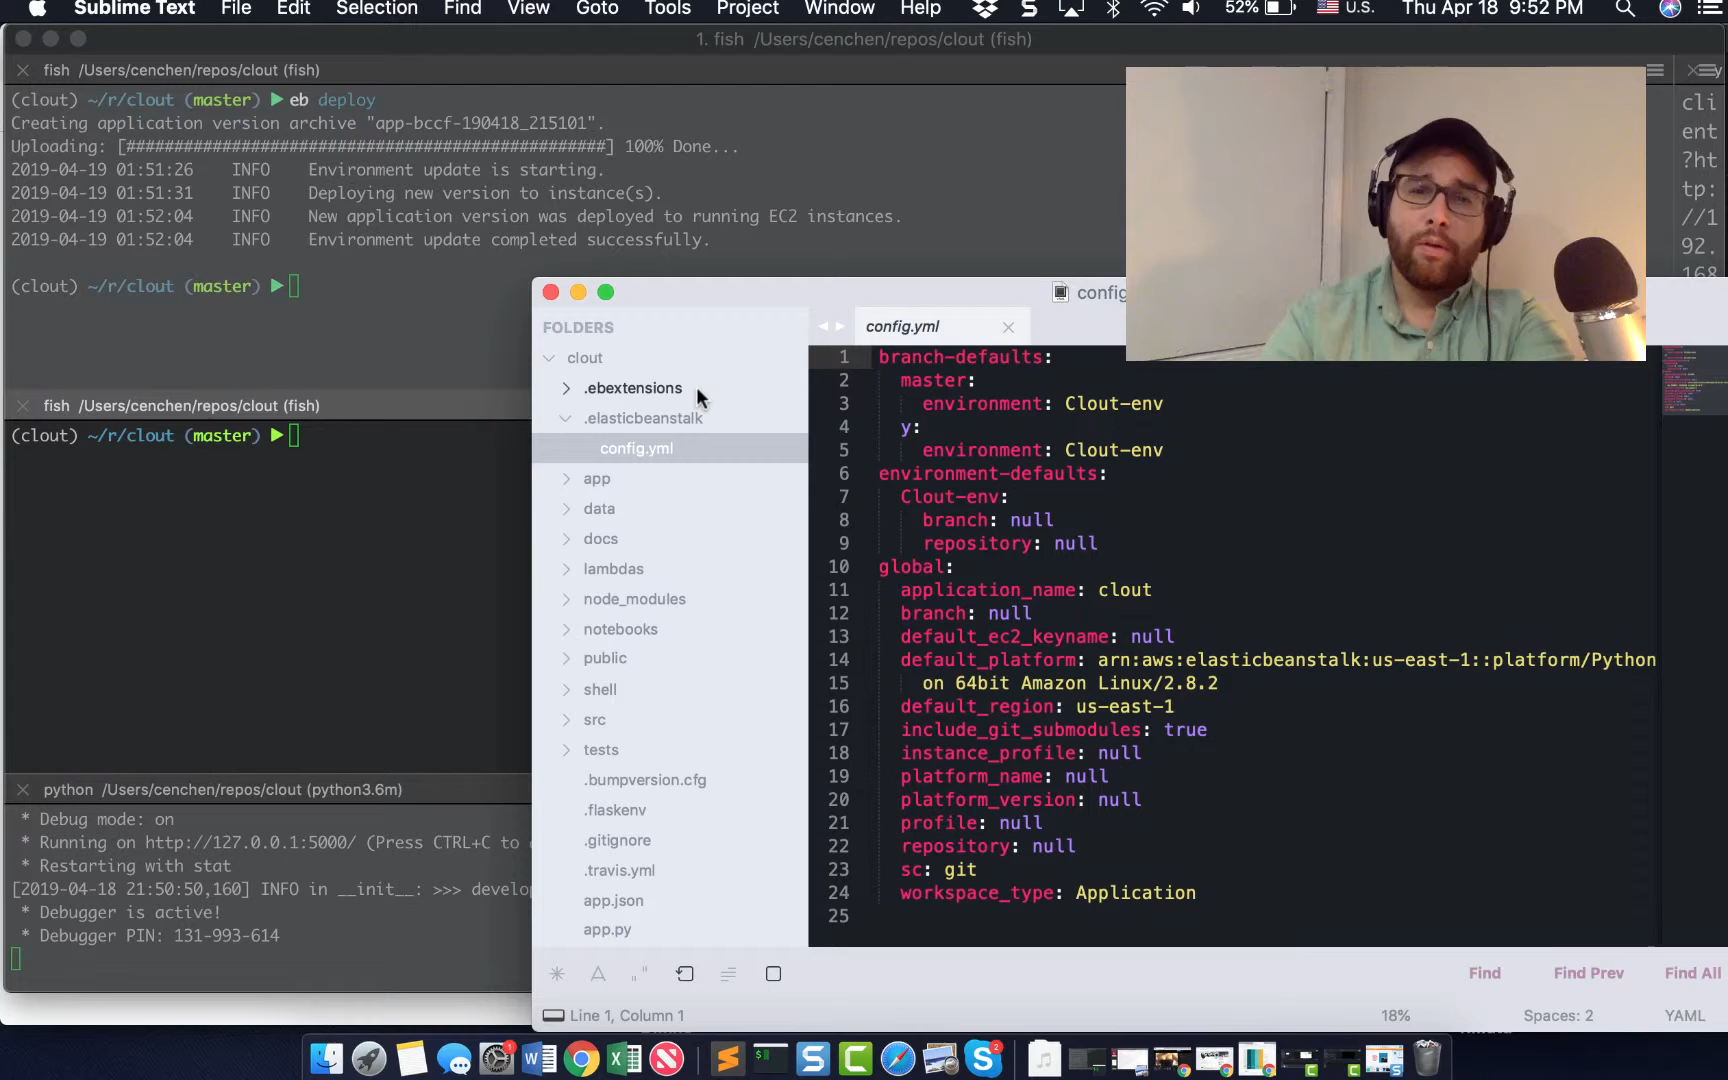 Sublime Text File Edit Selection Find View Goto Tools Project Window Help 52% U.S. Thu Apr 18 9:52 PM
1. fish /Users/cenchen/repos/clout (fish)
fish /Users/cenchen/repos/clout (fish)
(clout) ~/r/clout (master) eb deploy
Creating application version archive "app-bccf-190418_215101".
Uploading: [##################################################] 100% Done...
2019-04-19 01:51:26 INFO Environment update is starting.
2019-04-19 01:51:31 INFO Deploying new version to instance(s).
2019-04-19 01:52:04 INFO New application version was deployed to running EC2 instances.
2019-04-19 01:52:04 INFO Environment update completed successfully.
(clout) ~/r/clout (master)
fish /Users/cenchen/repos/clout (fish)
(clout) ~/r/clout (master)
python /Users/cenchen/repos/clout (python3.6m)
* Debug mode: on
* Running on http://127.0.0.1:5000/ (Press CTRL+C to
* Restarting with stat
[2019-04-18 21:50:50,160] INFO in __init__: >>> develop
* Debugger is active!
* Debugger PIN: 131-993-614
cli
ent
?ht
tp:
//1
92.
168
config
FOLDERS
clout
.ebextensions
.elasticbeanstalk
config.yml
app
data
docs
lambdas
node_modules
notebooks
public
shell
src
tests
.bumpversion.cfg
.flaskenv
.gitignore
.travis.yml
app.json
app.py
config.yml
1 branch-defaults:
2 master:
3 environment: Clout-env
4 y:
5 environment: Clout-env
6 environment-defaults:
7 Clout-env:
8 branch: null
9 repository: null
10 global:
11 application_name: clout
12 branch: null
13 default_ec2_keyname: null
14 default_platform: arn:aws:elasticbeanstalk:us-east-1::platform/Python
15 on 64bit Amazon Linux/2.8.2
16 default_region: us-east-1
17 include_git_submodules: true
18 instance_profile: null
19 platform_name: null
20 platform_version: null
21 profile: null
22 repository: null
23 sc: git
24 workspace_type: Application
25
Find Find Prev Find All
Line 1, Column 1 18% Spaces: 2 YAML